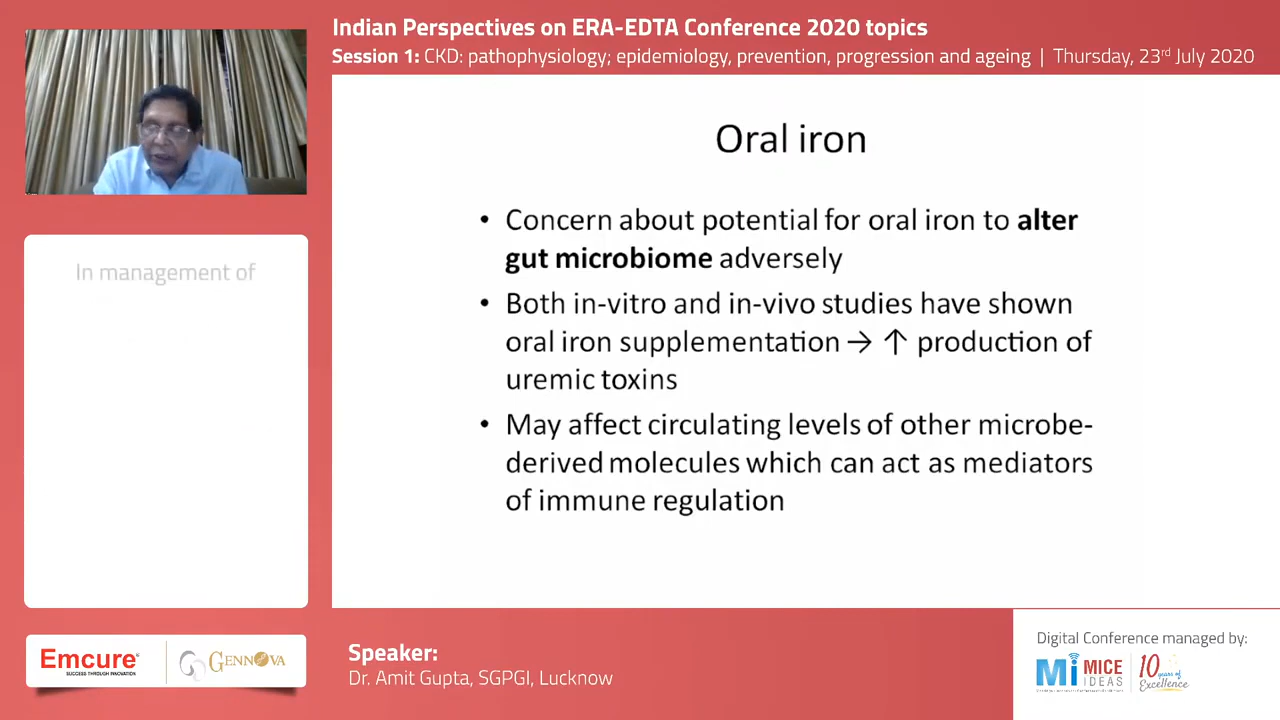 Indian Perspectives on ERA-EDTA Conference 2020 topics
Session 1: CKD: pathophysiology; epidemiology, prevention, progression and ageing | Thursday, 23rd July 2020
In management of
Oral iron
• Concern about potential for oral iron to alter
gut microbiome adversely
• Both in-vitro and in-vivo studies have shown
oral iron supplementation → ↑ production of
uremic toxins
• May affect circulating levels of other microbe-
derived molecules which can act as mediators
of immune regulation
Emcure®
SUCCESS THROUGH INNOVATION
GENNOVA
Speaker:
Dr. Amit Gupta, SGPGI, Lucknow
Digital Conference managed by:
Mi MICE
IDEAS
10 years of
Excellence